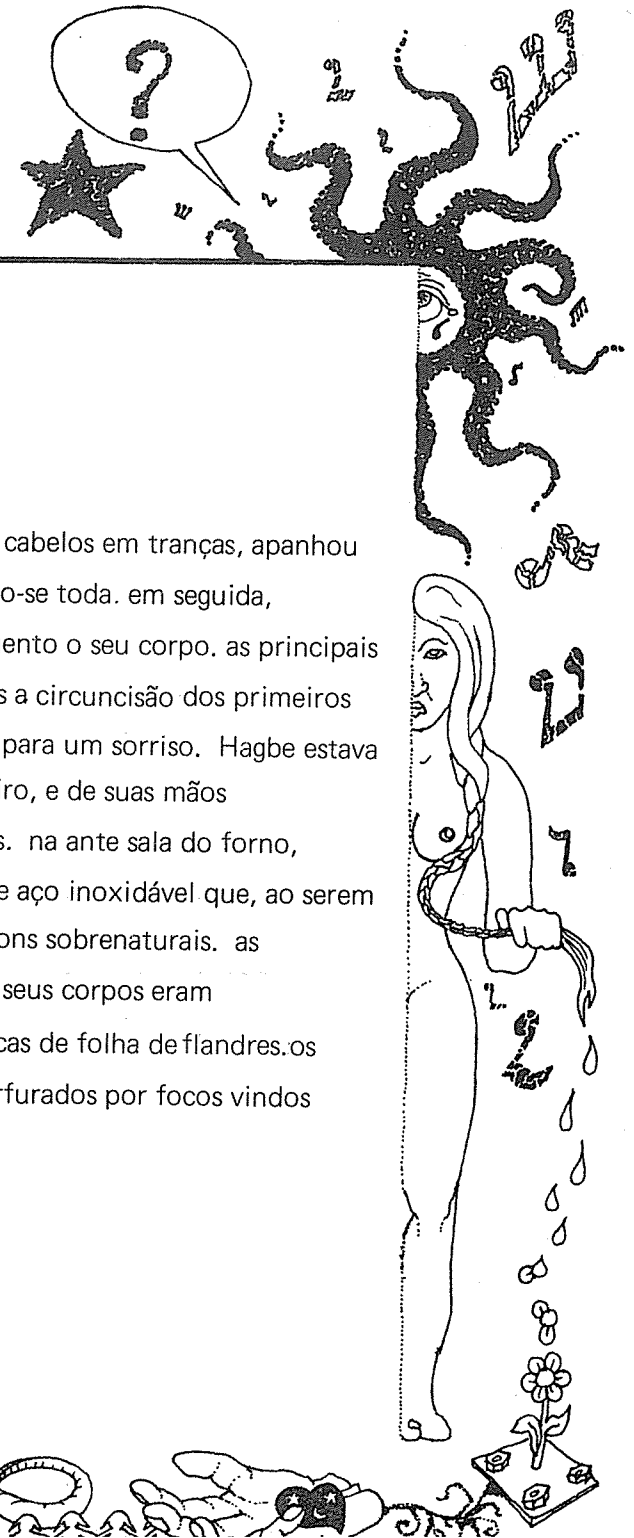 ?
cabelos em tranças, apanhou
o-se toda. em seguida,
ento o seu corpo. as principais
s a circuncisão dos primeiros
para um sorriso. Hagbe estava
iro, e de suas mãos
s. na ante sala do forno,
e aço inoxidável que, ao serem
ons sobrenaturais. as
seus corpos eram
cas de folha de flandres. os
rfurados por focos vindos